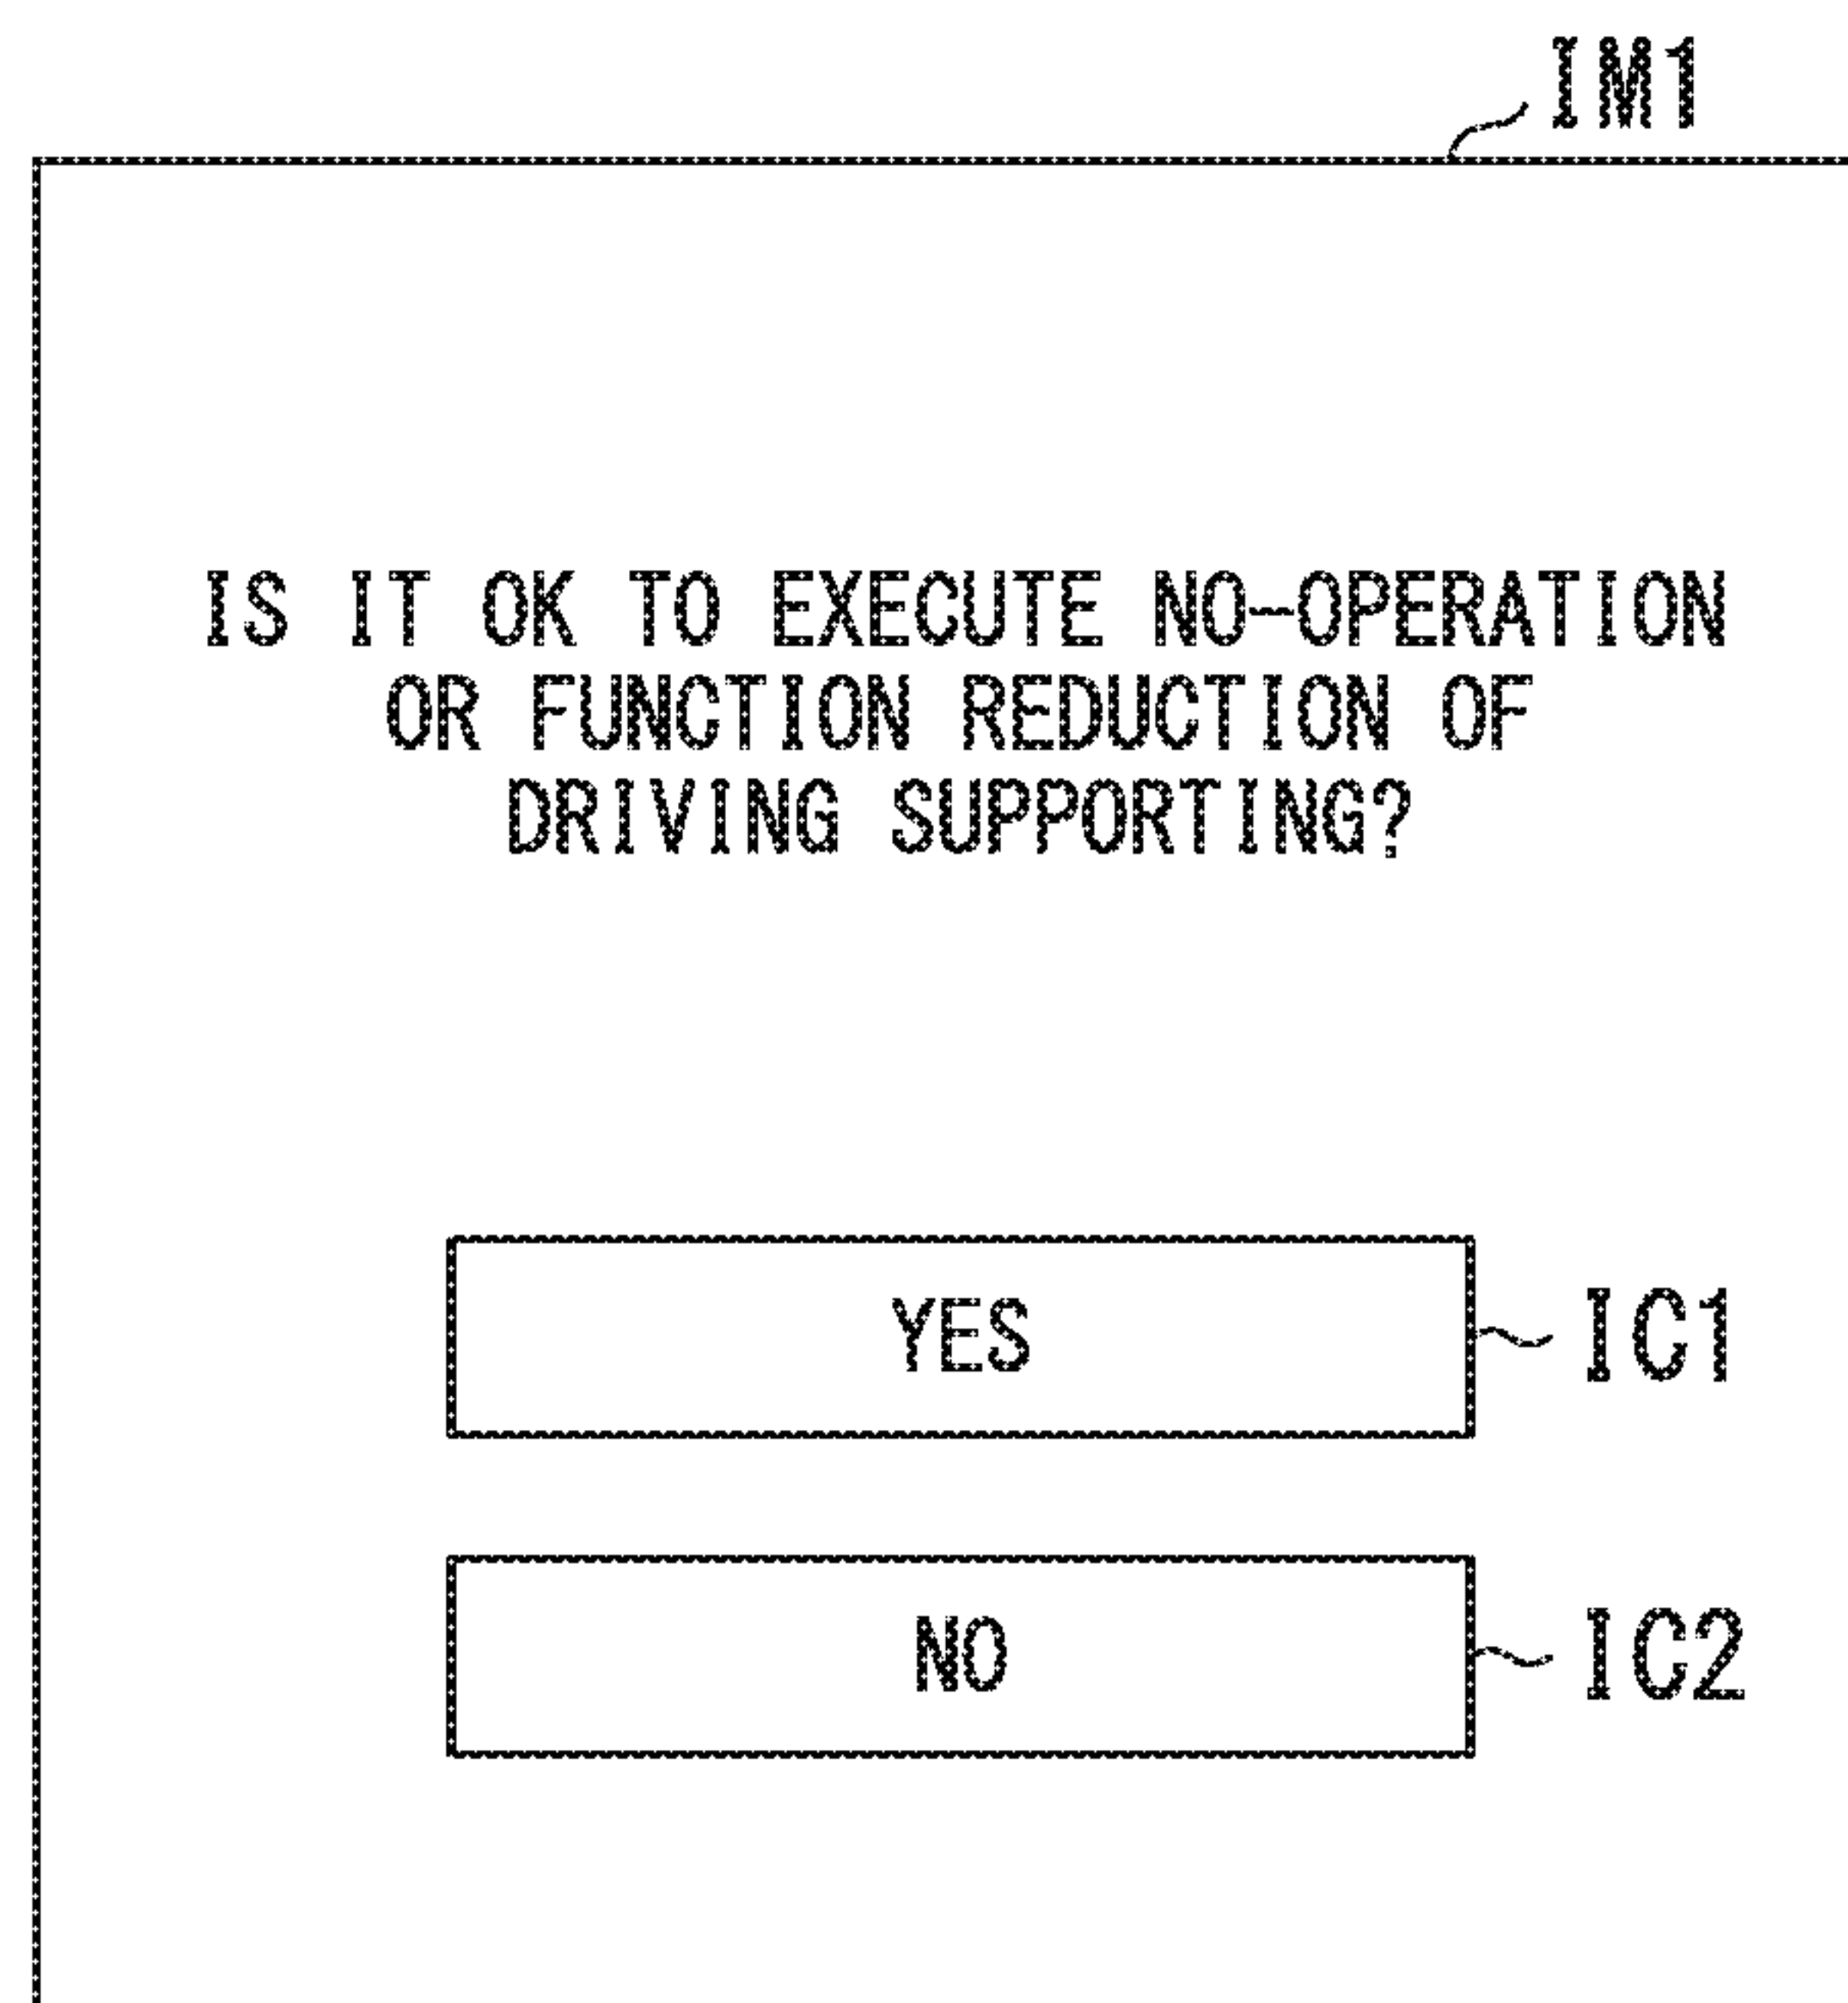 IM1
IS IT OK TO EXECUTE NO-OPERATION
OR FUNCTION REDUCTION OF
DRIVING SUPPORTING?
YES
IC1
NO
IC2